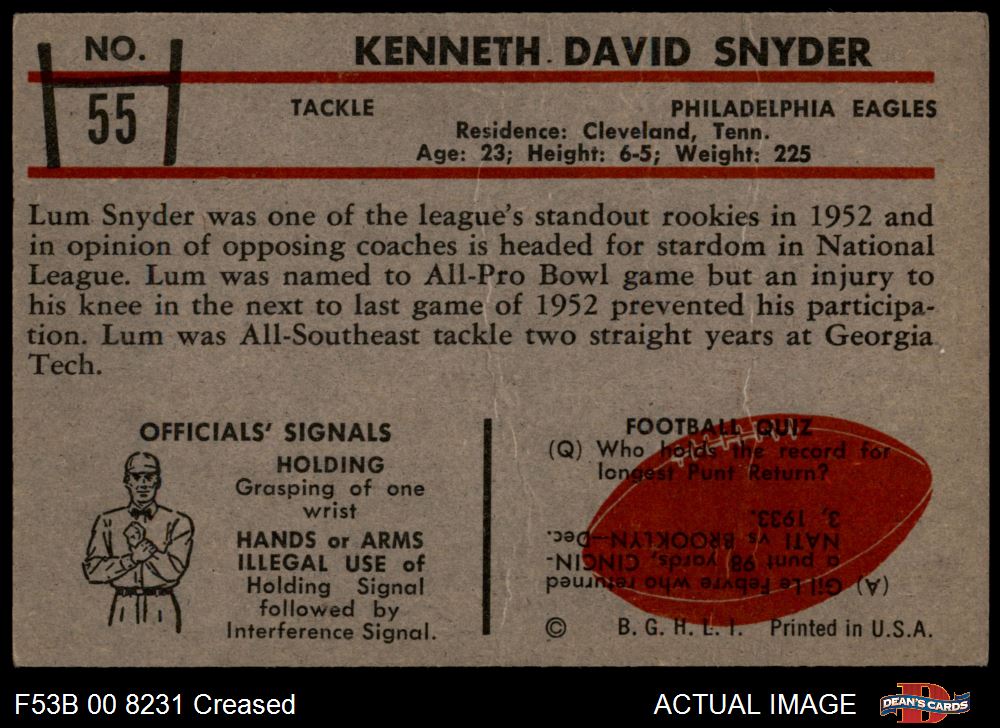 NO.
55
KENNETH DAVID SNYDER
TACKLE
PHILADELPHIA EAGLES
Residence: Cleveland, Tenn.
Age: 23; Height: 6-5; Weight: 225
Lum Snyder was one of the league's standout rookies in 1952 and
in opinion of opposing coaches is headed for stardom in National
League. Lum was named to All-Pro Bowl game but an injury to
his knee in the next to last game of 1952 prevented his participa-
tion. Lum was All-Southeast tackle two straight years at Georgia
Tech.
OFFICIALS' SIGNALS
HOLDING
Grasping of one
wrist
HANDS or ARMS
ILLEGAL USE of
Holding Signal
followed by
Interference Signal.
FOOTBALL QUIZ
(Q) Who holds the record for
longest Punt Return?
(A) Gil Le Febvre who returned
a punt 98 yards, CINCIN-
NATI vs BROOKLYN—Dec.
3, 1933.
© B. G. H. L. I. Printed in U.S.A.
F53B 00 8231 Creased
ACTUAL IMAGE
D
DEAN'S CARDS